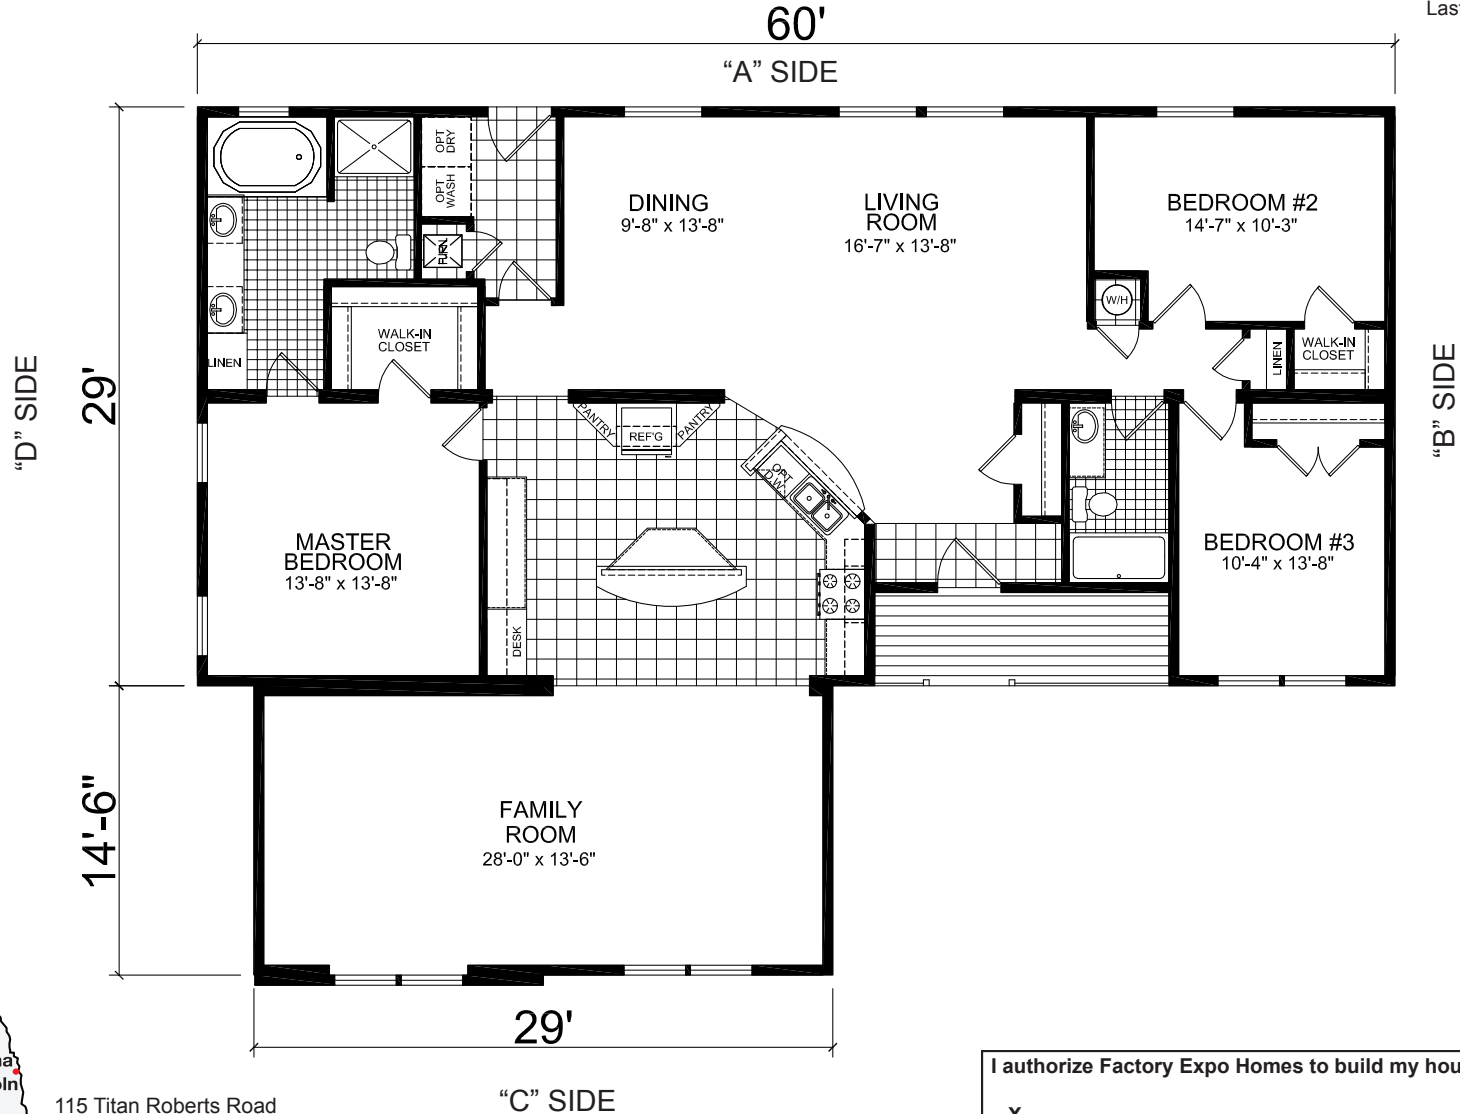 60'
Las
“A” SIDE
OPT
DRY
OPT
WASH
FURN.
DINING
9'-8" x 13'-8"
LIVING
ROOM
16'-7" x 13'-8"
BEDROOM #2
14'-7" x 10'-3"
W/H
WALK-IN
CLOSET
LINEN
LINEN
WALK-IN
CLOSET
“D” SIDE
29'
“B” SIDE
PANTRY
REF'G
PANTRY
OPT
D.W.
MASTER
BEDROOM
13'-8" x 13'-8"
BEDROOM #3
10'-4" x 13'-8"
DESK
14'-6"
FAMILY
ROOM
28'-0" x 13'-6"
29'
“C” SIDE
na
oln
115 Titan Roberts Road
I authorize Factory Expo Homes to build my hou
X